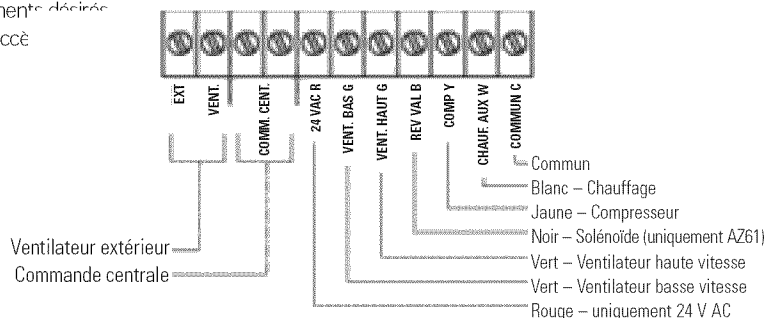 désirés
EXT
VENT.
COMM. CENT.
24 VAC R
VENT. BAS G
VENT. HAUT G
REV VAL B
COMP Y
CHAUF. AUX W
COMMUN C
Commun
Blanc – Chauffage
Jaune – Compresseur
Noir – Solénoïde (uniquement AZ61)
Vert – Ventilateur haute vitesse
Vert – Ventilateur basse vitesse
Rouge – uniquement 24 V AC
Ventilateur extérieur
Commande centrale